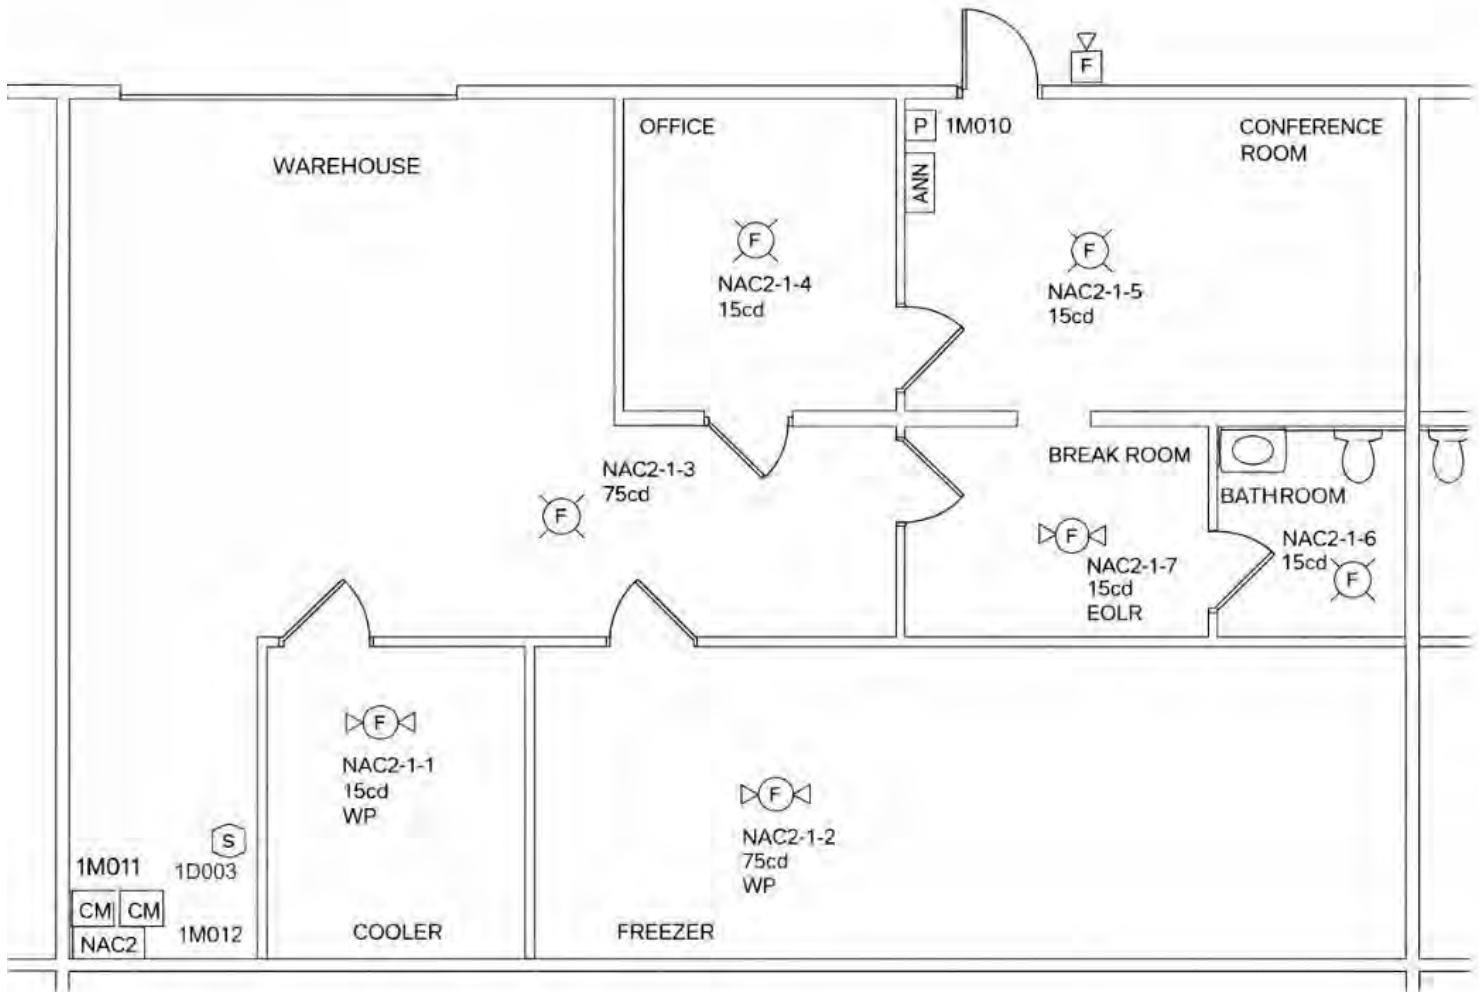 F
OFFICE
P
1M010
CONFERENCE
ROOM
WAREHOUSE
ANN
F
NAC2-1-4
15cd
F
NAC2-1-5
15cd
NAC2-1-3
75cd
F
BREAK ROOM
BATHROOM
F
NAC2-1-7
15cd
EOLR
NAC2-1-6
15cd
F
F
NAC2-1-1
15cd
WP
F
NAC2-1-2
75cd
WP
S
1D003
1M011
CM
CM
1M012
NAC2
COOLER
FREEZER